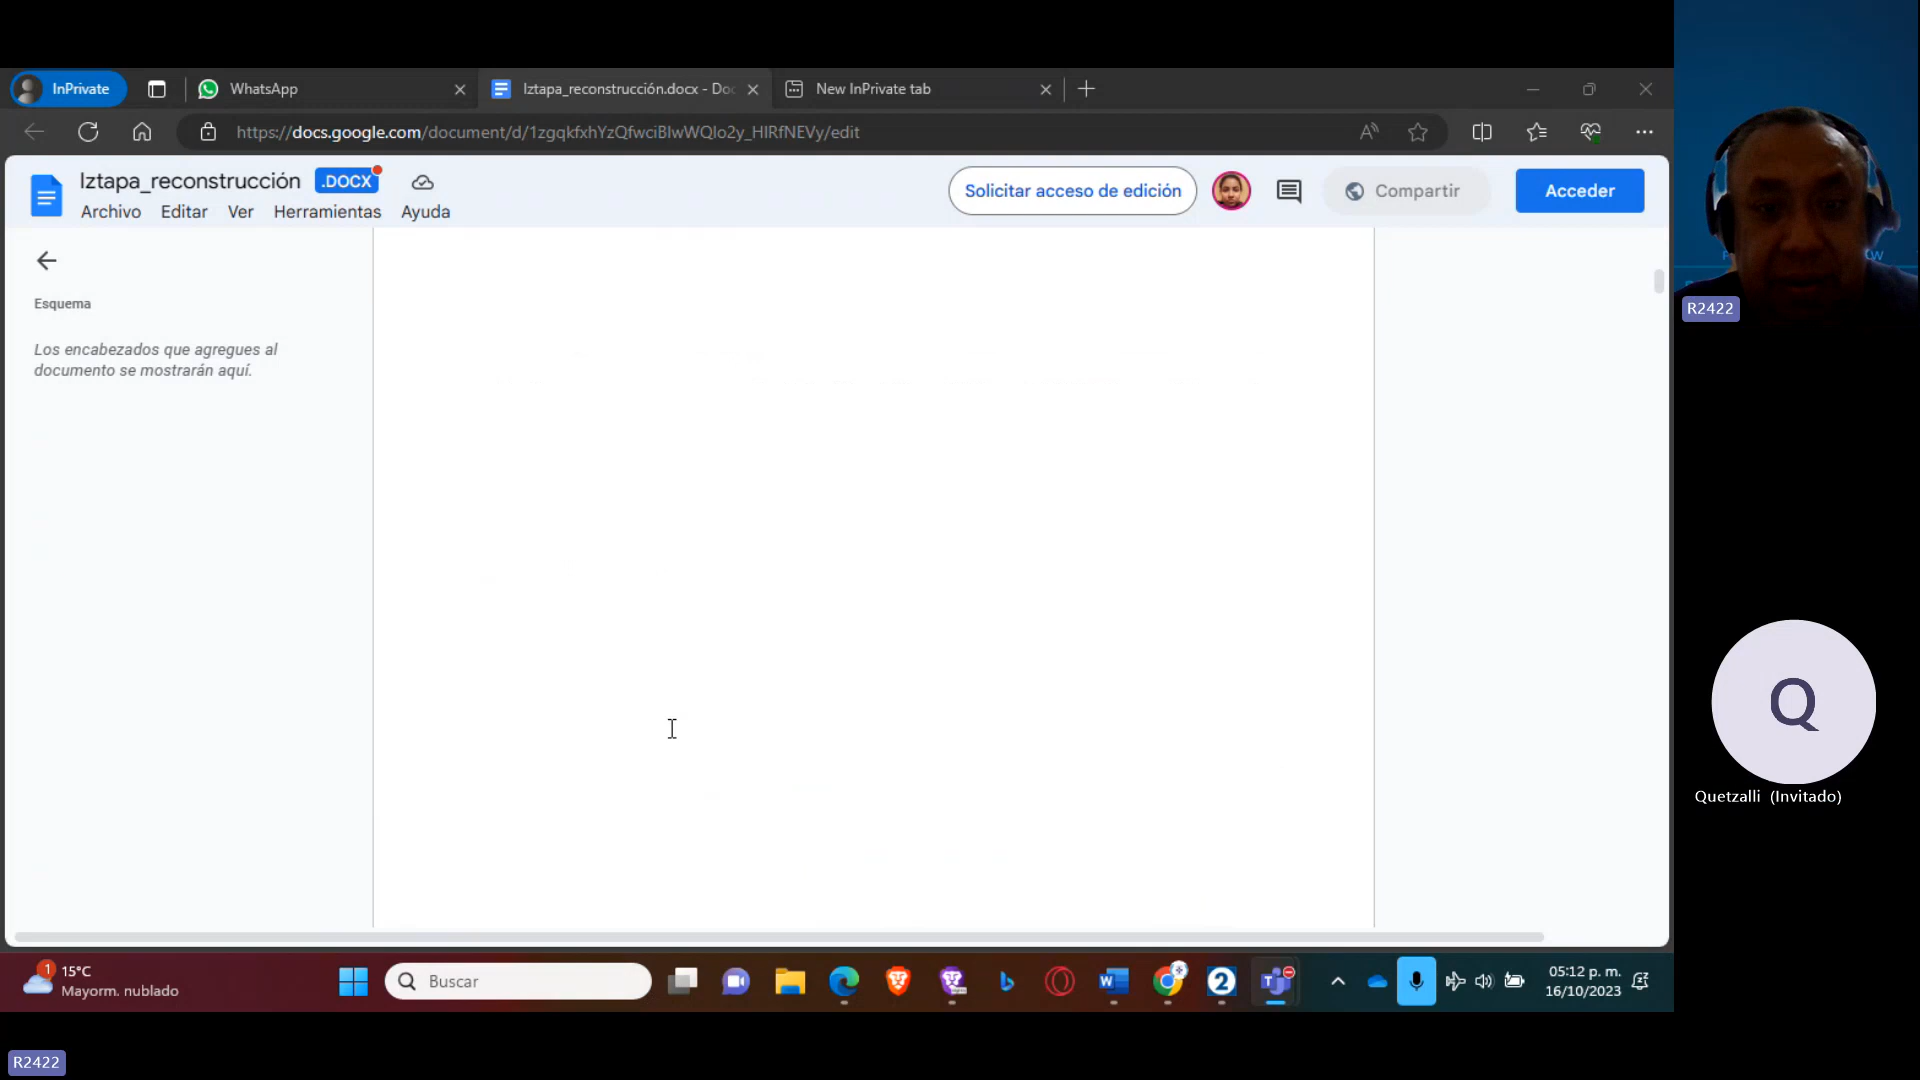 InPrivate
WhatsApp
Iztapa_reconstrucción.docx - Doc
New InPrivate tab
https://docs.google.com/document/d/1zgqkfxhYzQfwciBlwWQlo2y_HIRfNEVy/edit
Iztapa_reconstrucción .DOCX
Archivo Editar Ver Herramientas Ayuda
Solicitar acceso de edición
Compartir
Acceder
Esquema
Los encabezados que agregues al
documento se mostrarán aquí.
R2422
Q
Quetzalli (Invitado)
1
15°C
Mayorm. nublado
Buscar
05:12 p. m.
16/10/2023
R2422